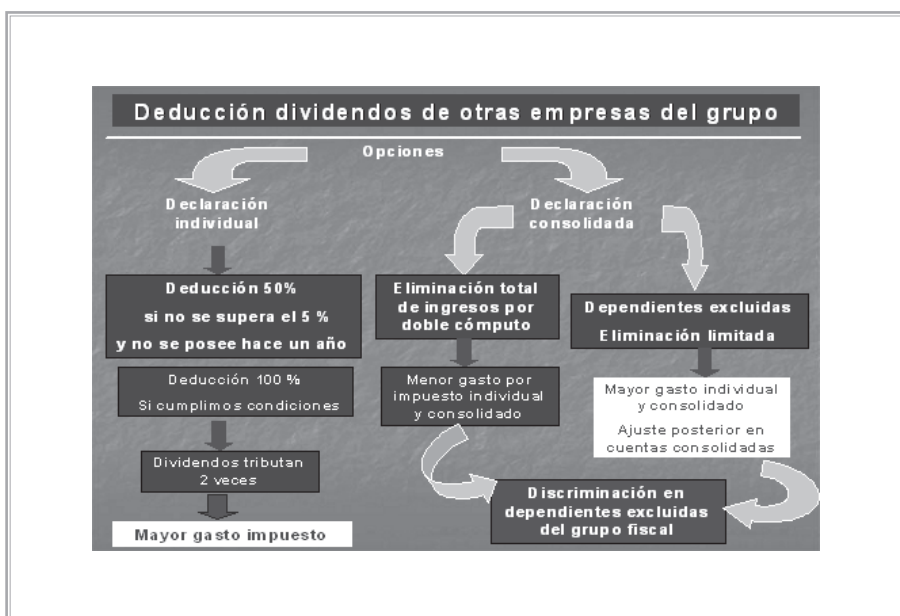 Deducción dividendos de otras empresas del grupo
Opciones
Declaración
individual
Deducción 50%
si no se supera el 5 %
y no se posee hace un año
Deducción 100 %
Si cumplimos condiciones
Dividendos tributan
2 veces
Mayor gasto impuesto
Declaración
consolidada
Eliminación total
de ingresos por
doble cómputo
Menor gasto por
impuesto individual
y consolidado
Dependientes excluidas
Eliminación limitada
Mayor gasto individual
y consolidado
Ajuste posterior en
cuentas consolidadas
Discriminación en
dependientes excluidas
del grupo fiscal